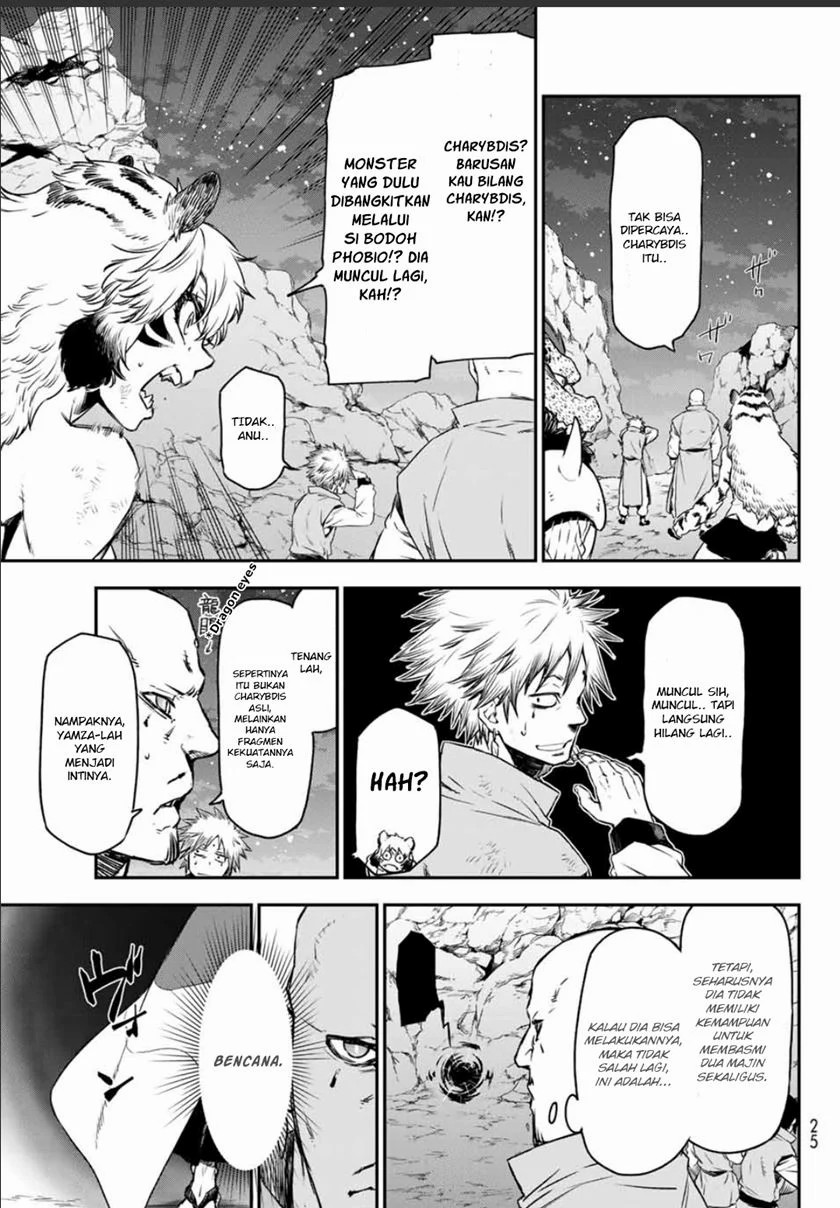 TAK BISA
DIPERCAYA..
CHARYBDIS
ITU..
CHARYBDIS?
BARUSAN
KAU BILANG
CHARYBDIS,
KAN!?
MONSTER
YANG DULU
DIBANGKITKAN
MELALUI
SI BODOH
PHOBIO!? DIA
MUNCUL LAGI,
KAH!?
TIDAK..
ANU..
MUNCUL SIH,
MUNCUL.. TAPI
LANGSUNG
HILANG LAGI..
HAH?
TENANG
LAH,
SEPERTINYA
ITU BUKAN
CHARYBDIS
ASLI,
MELAINKAN
HANYA
FRAGMEN
KEKUATANNYA
SAJA.
*Dragon eyes
NAMPAKNYA,
YAMZA-LAH
YANG
MENJADI
INTINYA.
TETAPI,
SEHARUSNYA
DIA TIDAK
MEMILIKI
KEMAMPUAN
UNTUK
MEMBASMI
DUA MAJIN
SEKALIGUS.
KALAU DIA BISA
MELAKUKANNYA,
MAKA TIDAK
SALAH LAGI,
INI ADALAH...
BENCANA.
25